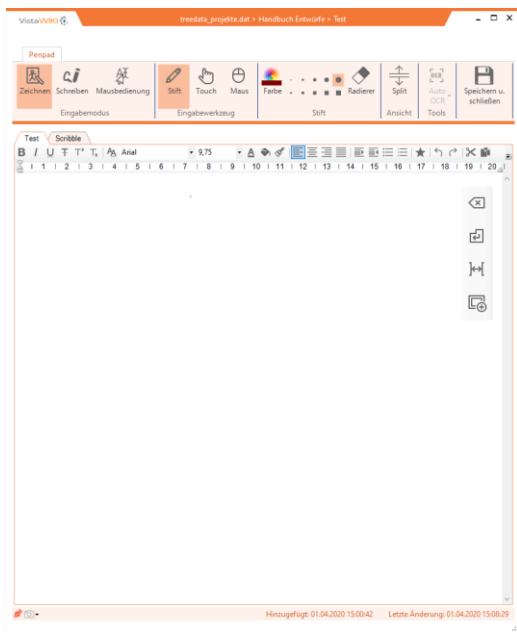 VistaWIKI
treedata_projekte.dat > Handbuch Entwürfe > Test
Penpad
Zeichnen Schreiben Mausbedienung Stift Touch Maus Farbe Radierer Split Auto OCR Speichern u. schließen
Eingabemodus Eingabewerkzeug Stift Ansicht Tools
Test Scribble
B I U T T' T, AA Arial 9,75 A
1 2 3 4 5 6 7 8 9 10 11 12 13 14 15 16 17 18 19 20
Hinzugefügt: 01.04.2020 15:00:42 Letzte Änderung: 01.04.2020 15:08:29